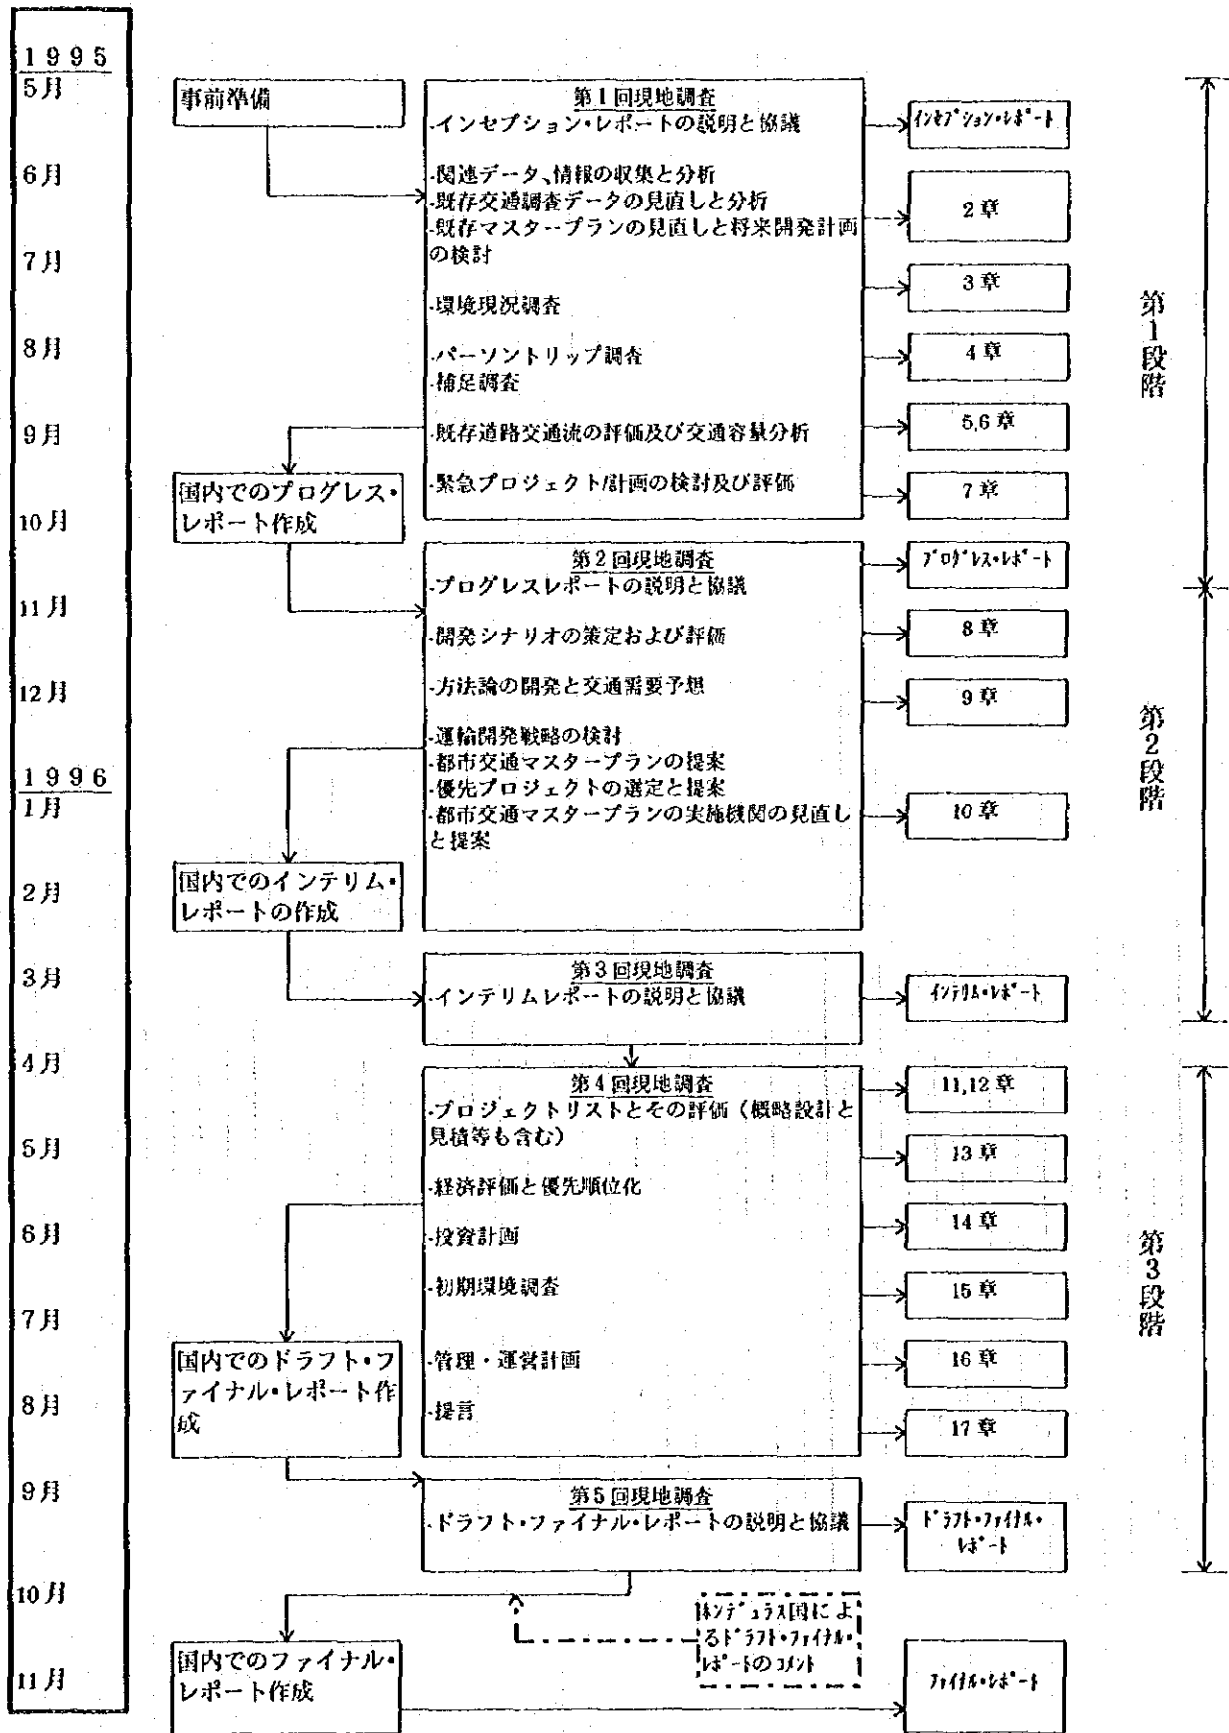 1995
5月
6月
7月
8月
9月
10月
11月
12月
1996
1月
2月
3月
4月
5月
6月
7月
8月
9月
10月
11月
事前準備
第1回現地調査
・インセプション・レポートの説明と協議
・関連データ、情報の収集と分析
・既存交通調査データの見直しと分析
・既存マスタープランの見直しと将来開発計画
の検討
・環境現況調査
・パーソントリップ調査
・補足調査
・既存道路交通流の評価及び交通容量分析
・緊急プロジェクト/計画の検討及び評価
インセプション・レポート
2章
3章
4章
5,6章
7章
第1段階
国内でのプログレス・
レポート作成
第2回現地調査
・プログレスレポートの説明と協議
・開発シナリオの策定および評価
・方法論の開発と交通需要予想
・運輸開発戦略の検討
・都市交通マスタープランの提案
・優先プロジェクトの選定と提案
・都市交通マスタープランの実施機関の見直し
と提案
プログレス・レポート
8章
9章
10章
第2段階
国内でのインテリム・
レポートの作成
第3回現地調査
・インテリムレポートの説明と協議
インテリム・レポート
第4回現地調査
・プロジェクトリストとその評価(概略設計と
見積等も含む)
・経済評価と優先順位化
・投資計画
・初期環境調査
・管理・運営計画
・提言
11,12章
13章
14章
15章
16章
17章
第3段階
国内でのドラフト・フ
ァイナル・レポート作
成
第5回現地調査
・ドラフト・ファイナル・レポートの説明と協議
ドラフト・ファイナル・
レポート
ホンデュラス国によ
るドラフト・ファイナル・
レポートのコメント
国内でのファイナル・
レポート作成
ファイナル・レポート